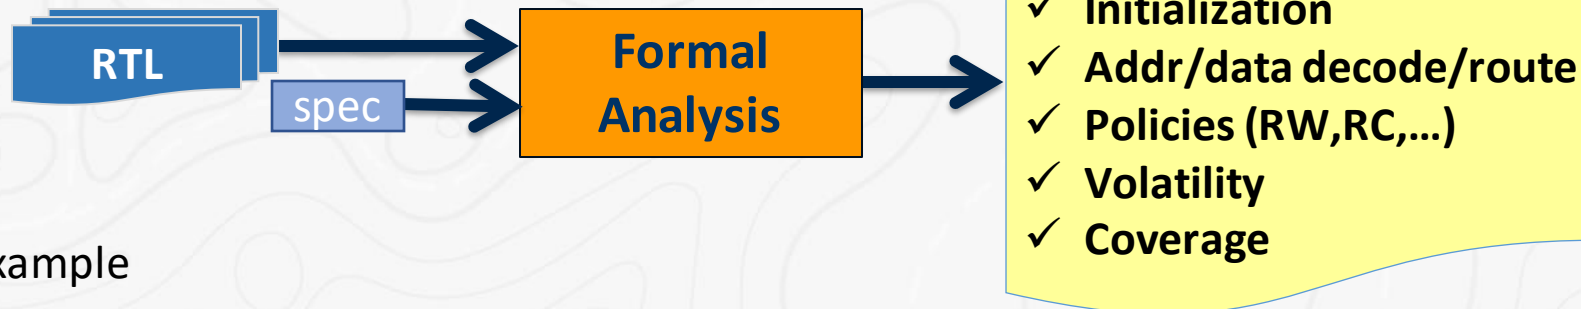 RTL
spec
Formal
Analysis
✓ Initialization
✓ Addr/data decode/route
✓ Policies (RW,RC,...)
✓ Volatility
✓ Coverage
xample